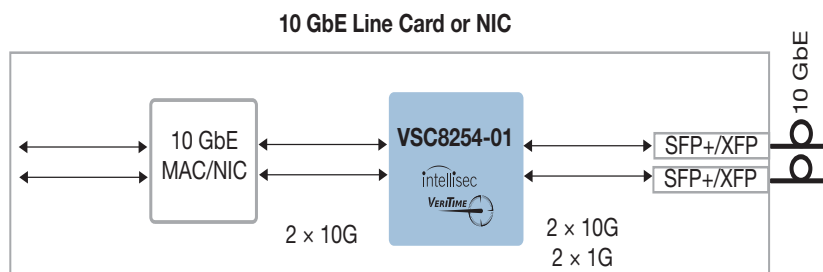 10 GbE Line Card or NIC
10 GbE
10 GbE
MAC/NIC
VSC8254-01
intellisec
VERITIME
SFP+/XFP
SFP+/XFP
2 × 10G
2 × 10G
2 × 1G